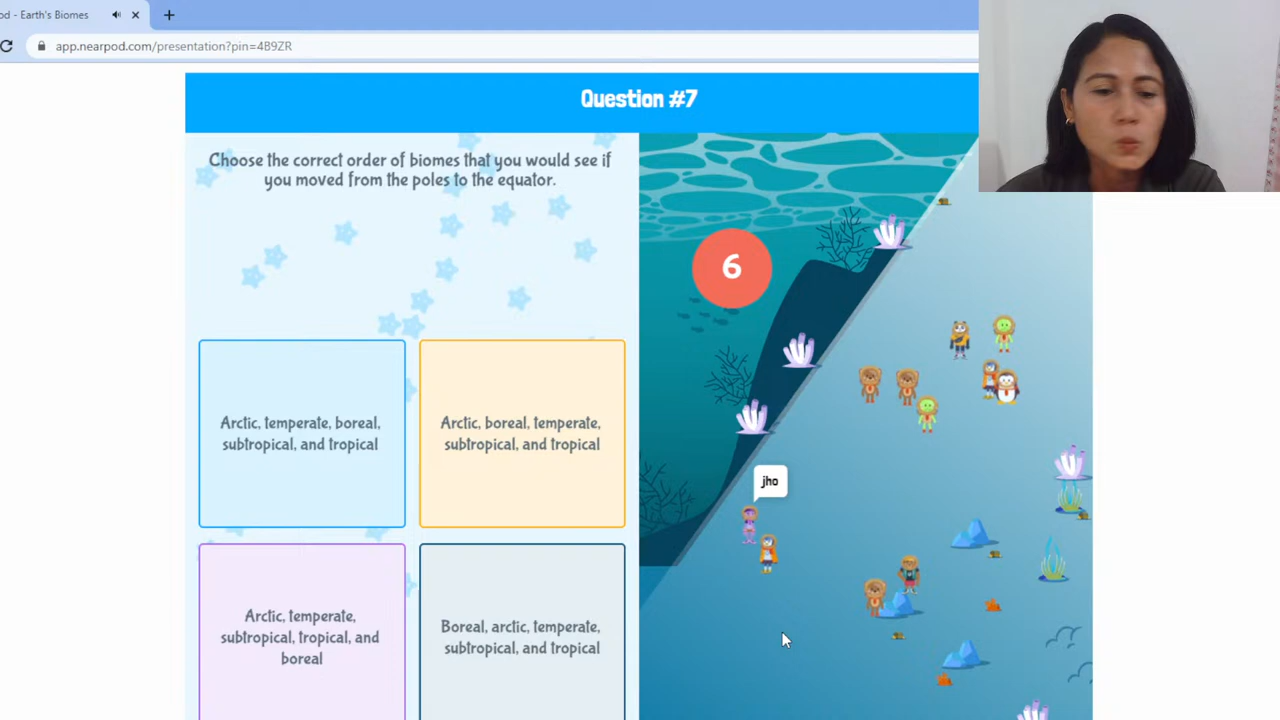 od - Earth's Biomes
app.nearpod.com/presentation?pin=4B9ZR
Question #7
Choose the correct order of biomes that you would see if
you moved from the poles to the equator.
6
Arctic, temperate, boreal,
subtropical, and tropical
Arctic, boreal, temperate,
subtropical, and tropical
jho
Arctic, temperate,
subtropical, tropical, and
boreal
Boreal, arctic, temperate,
subtropical, and tropical